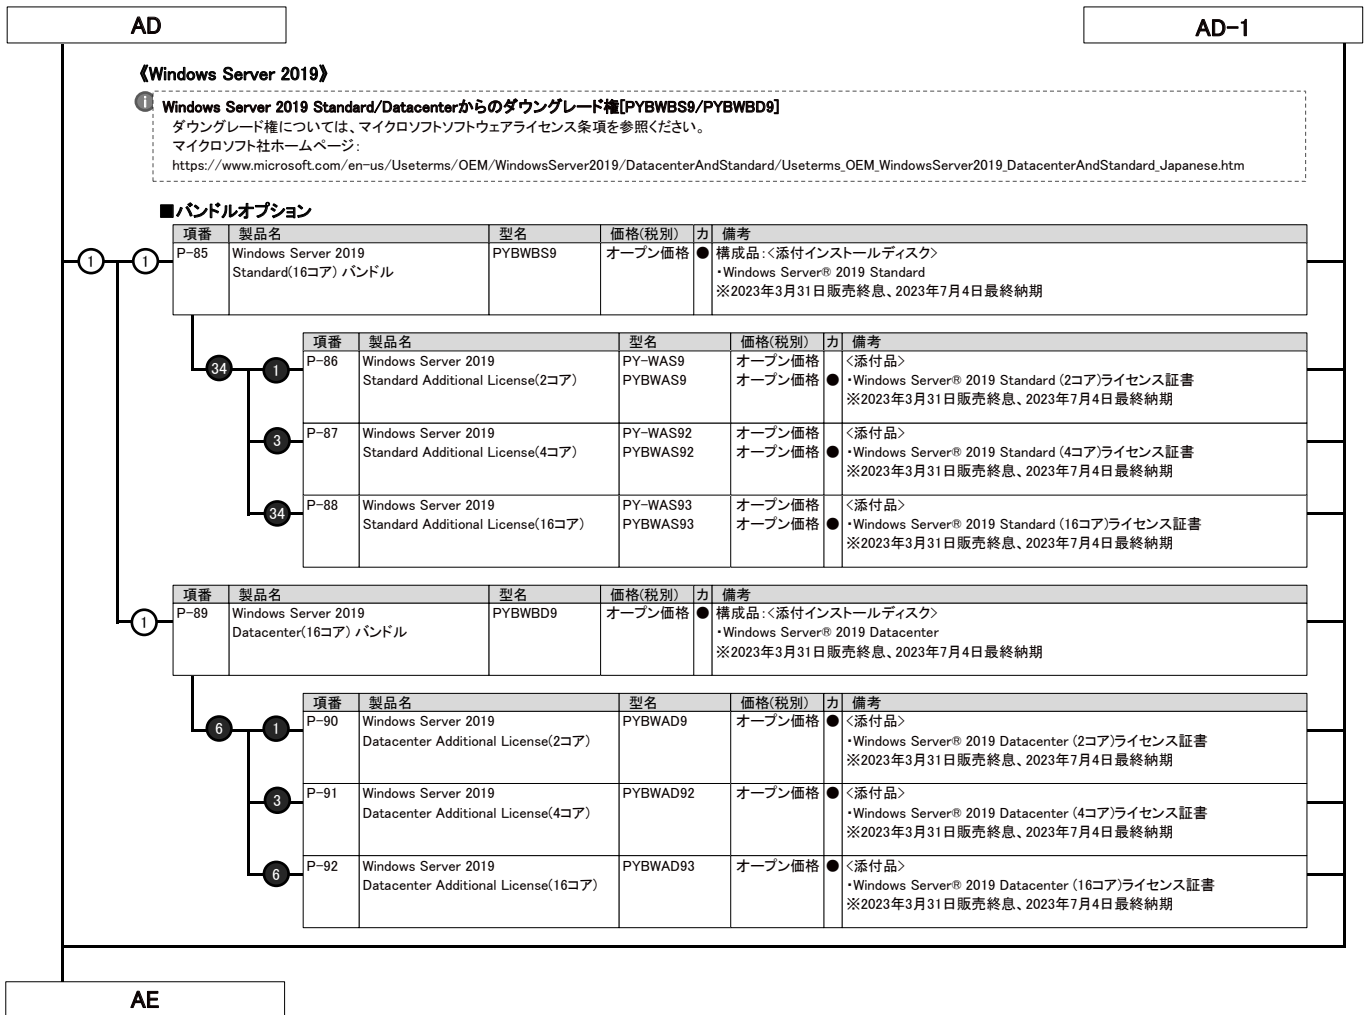 AD
AD-1
《Windows Server 2019》
i
Windows Server 2019 Standard/Datacenterからのダウングレード権[PYBWBS9/PYBWBD9]
ダウングレード権については、マイクロソフトソフトウェアライセンス条項を参照ください。
マイクロソフト社ホームページ:
https://www.microsoft.com/en-us/Useterms/OEM/WindowsServer2019/DatacenterAndStandard/Useterms_OEM_WindowsServer2019_DatacenterAndStandard_Japanese.htm
■バンドルオプション
項番 製品名 型名 価格(税別) カ 備考
1 1 P-85 Windows Server 2019 PYBWBS9 オープン価格 ● 構成品:<添付インストールディスク>
Standard(16コア) バンドル ・Windows Server® 2019 Standard
※2023年3月31日販売終息、2023年7月4日最終納期
項番 製品名 型名 価格(税別) カ 備考
34 1 P-86 Windows Server 2019 PY-WAS9 オープン価格 <添付品>
Standard Additional License(2コア) PYBWAS9 オープン価格 ● ・Windows Server® 2019 Standard (2コア)ライセンス証書
※2023年3月31日販売終息、2023年7月4日最終納期
3 P-87 Windows Server 2019 PY-WAS92 オープン価格 <添付品>
Standard Additional License(4コア) PYBWAS92 オープン価格 ● ・Windows Server® 2019 Standard (4コア)ライセンス証書
※2023年3月31日販売終息、2023年7月4日最終納期
34 P-88 Windows Server 2019 PY-WAS93 オープン価格 <添付品>
Standard Additional License(16コア) PYBWAS93 オープン価格 ● ・Windows Server® 2019 Standard (16コア)ライセンス証書
※2023年3月31日販売終息、2023年7月4日最終納期
項番 製品名 型名 価格(税別) カ 備考
1 P-89 Windows Server 2019 PYBWBD9 オープン価格 ● 構成品:<添付インストールディスク>
Datacenter(16コア) バンドル ・Windows Server® 2019 Datacenter
※2023年3月31日販売終息、2023年7月4日最終納期
項番 製品名 型名 価格(税別) カ 備考
6 1 P-90 Windows Server 2019 PYBWAD9 オープン価格 ● <添付品>
Datacenter Additional License(2コア) ・Windows Server® 2019 Datacenter (2コア)ライセンス証書
※2023年3月31日販売終息、2023年7月4日最終納期
3 P-91 Windows Server 2019 PYBWAD92 オープン価格 ● <添付品>
Datacenter Additional License(4コア) ・Windows Server® 2019 Datacenter (4コア)ライセンス証書
※2023年3月31日販売終息、2023年7月4日最終納期
6 P-92 Windows Server 2019 PYBWAD93 オープン価格 ● <添付品>
Datacenter Additional License(16コア) ・Windows Server® 2019 Datacenter (16コア)ライセンス証書
※2023年3月31日販売終息、2023年7月4日最終納期
AE